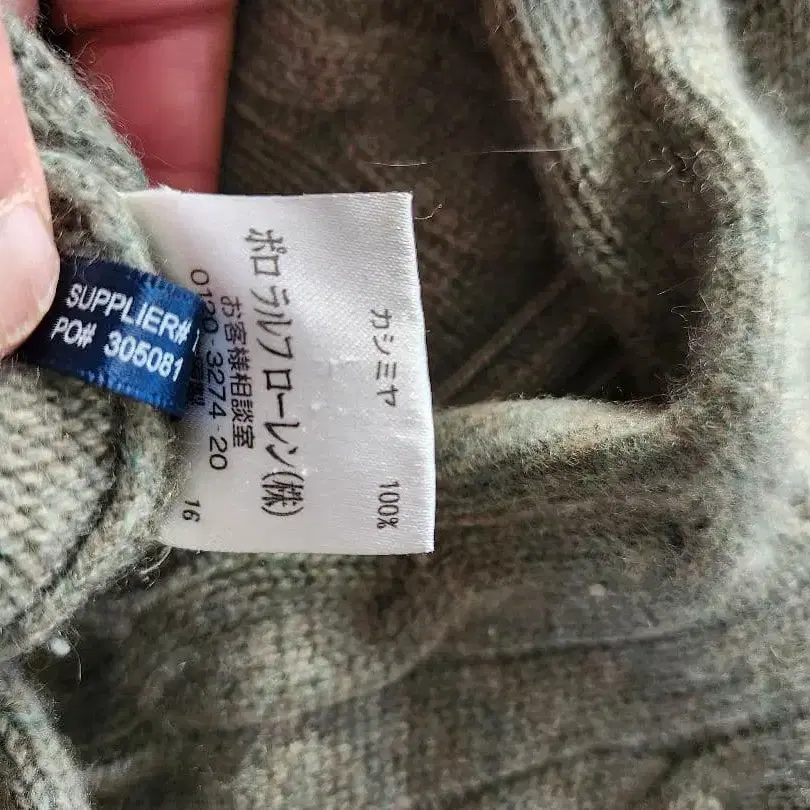 カシミヤ 100%
ポロ ラルフ ローレン(株)
お客様相談室
0120-3274-20
16
SUPPLIER#
PO# 305081